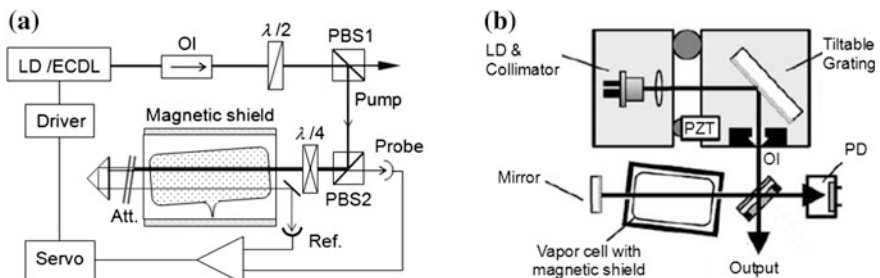 (a)
LD /ECDL
OI
λ/2
PBS1
Pump
Driver
Magnetic shield
λ/4
Probe
PBS2
Att.
Ref.
Servo
(b)
LD &
Collimator
Tiltable
Grating
PZT
OI
PD
Mirror
Vapor cell with
magnetic shield
Output